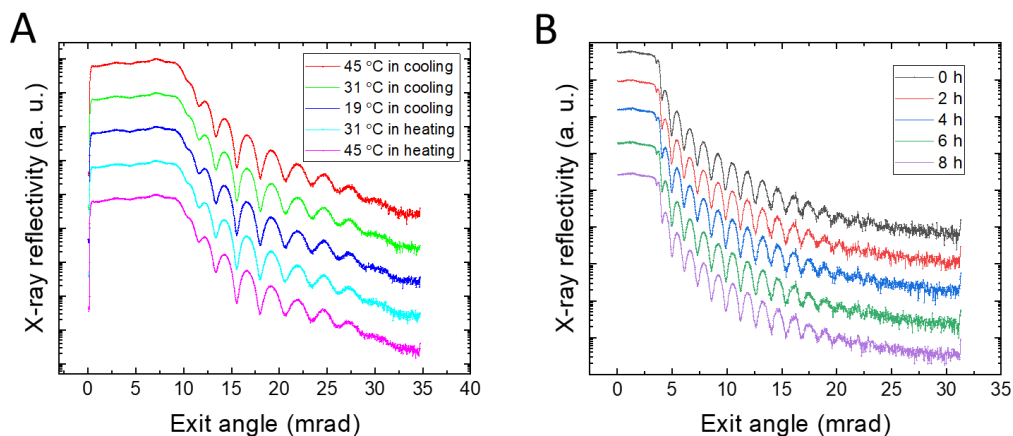 A
X-ray reflectivity (a. u.)
45 °C in cooling
31 °C in cooling
19 °C in cooling
31 °C in heating
45 °C in heating
0 5 10 15 20 25 30 35 40
Exit angle (mrad)
B
X-ray reflectivity (a. u.)
0 h
2 h
4 h
6 h
8 h
0 5 10 15 20 25 30 35
Exit angle (mrad)